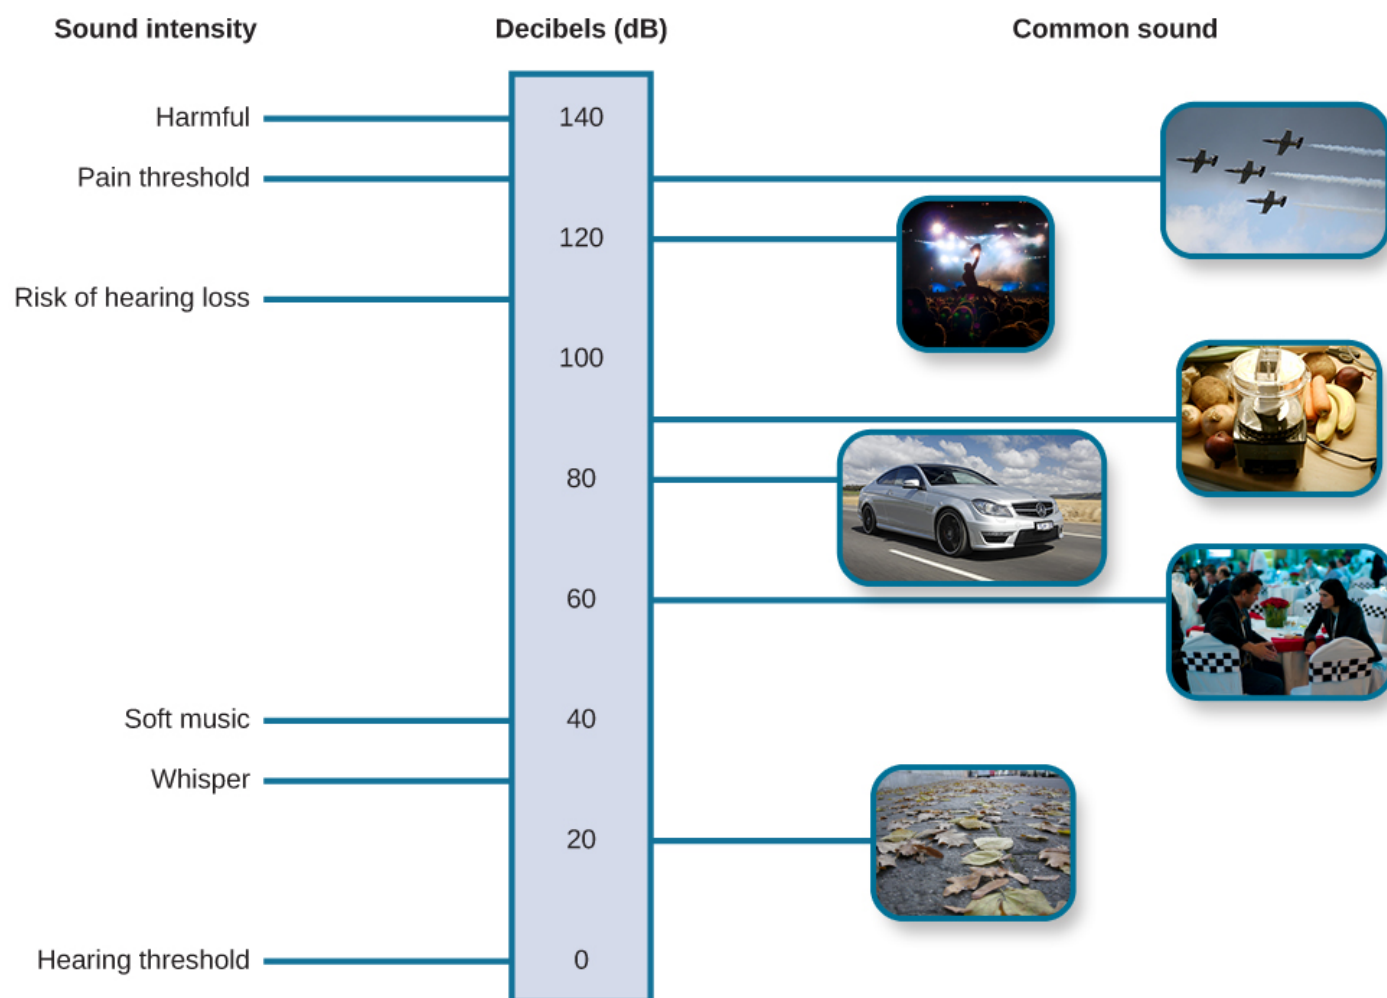 Sound intensity
Decibels (dB)
Common sound
Harmful
140
Pain threshold
120
Risk of hearing loss
100
80
60
Soft music
40
Whisper
20
Hearing threshold
0